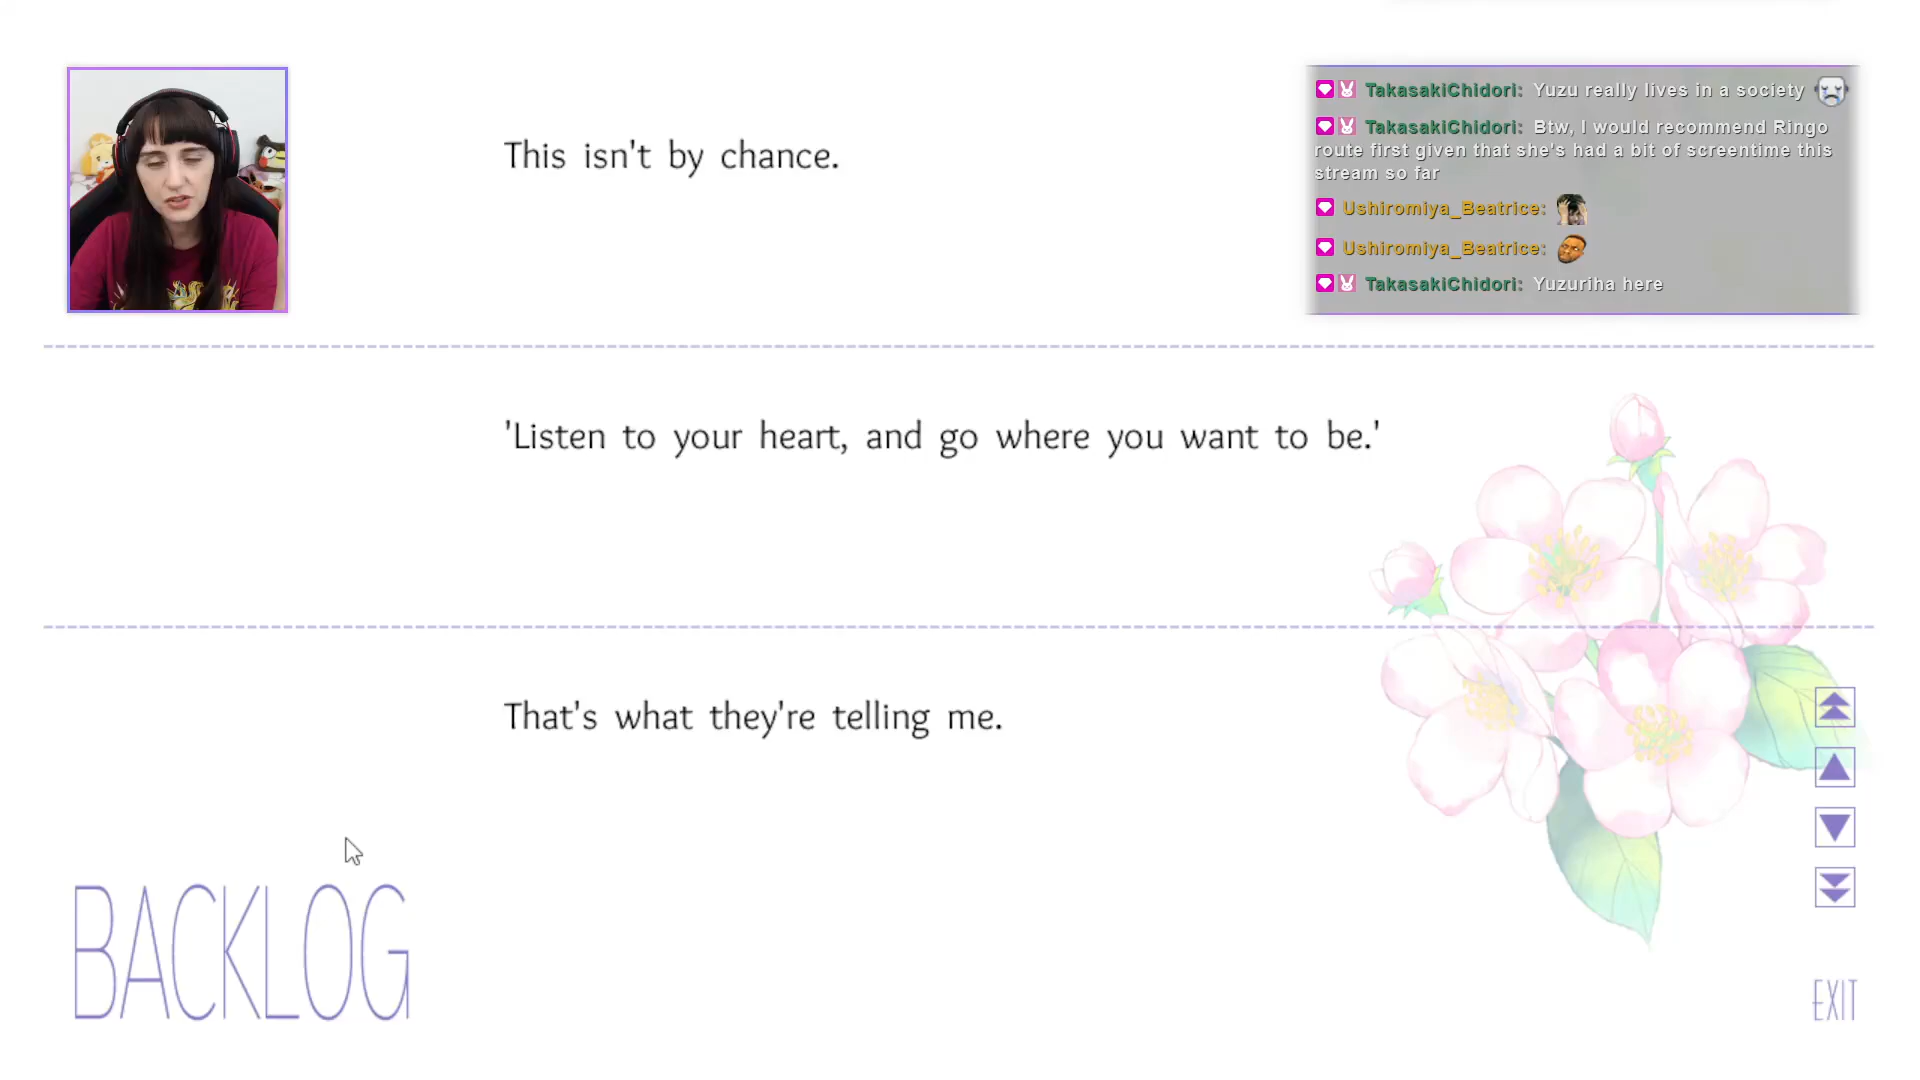 This isn't by chance.
TakasakiChidori: Yuzu really lives in a society
TakasakiChidori: Btw, I would recommend Ringo
route first given that she's had a bit of screentime this
stream so far
Ushiromiya_Beatrice:
Ushiromiya_Beatrice:
TakasakiChidori: Yuzuriha here
'Listen to your heart, and go where you want to be.'
That's what they're telling me.
BACKLOG
EXIT